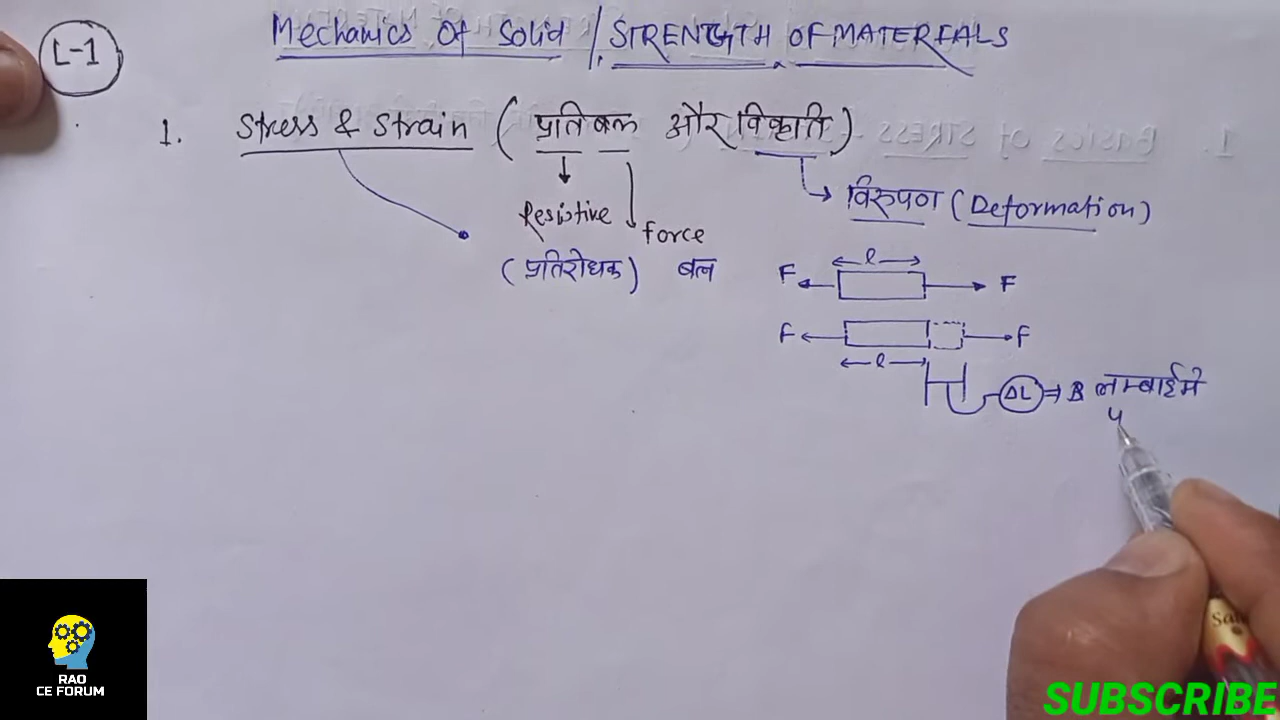 L-1
Mechanics Of Solid / STRENGTH OF MATERIALS
1. Stress & Strain (प्रतिबल और विकृति)
विरुपण (Deformation)
Resistive force
(प्रतिरोधक) बल
F l F
F F
l
ΔL ⇒ लम्बाई में
RAO
CE FORUM
SUBSCRIBE